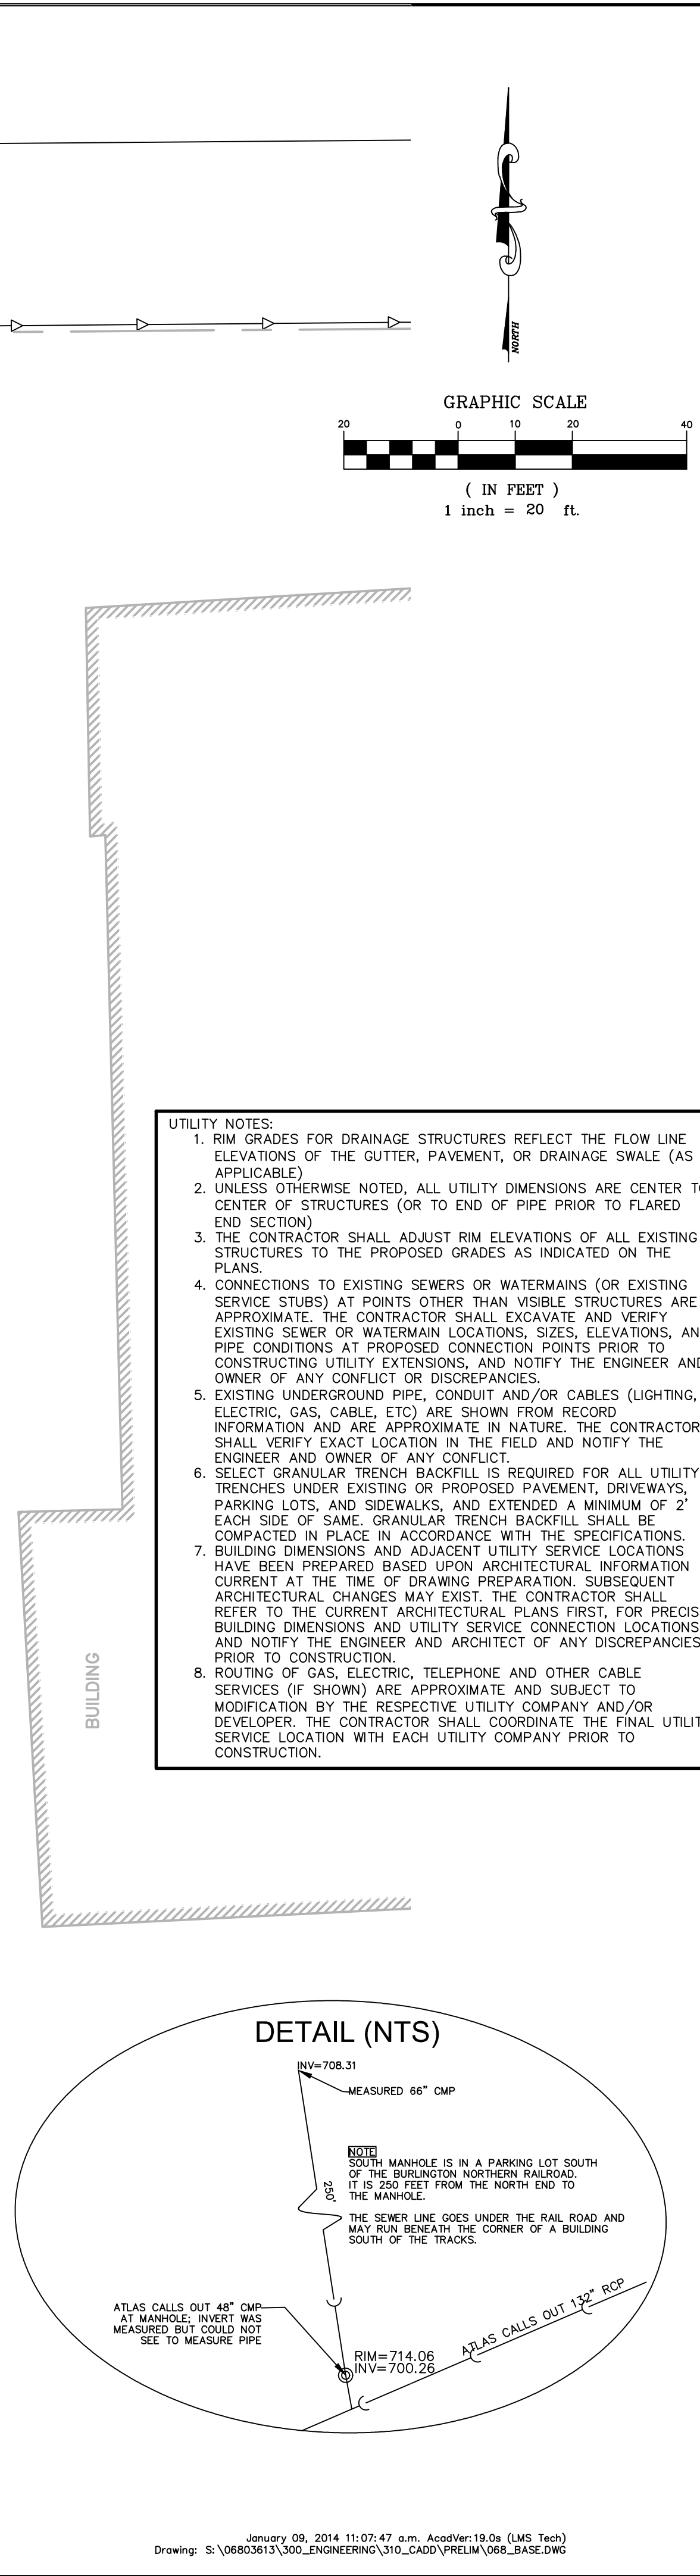 NORTH
GRAPHIC SCALE
20 0 10 20 40
( IN FEET )
1 inch = 20 ft.
UTILITY NOTES:
1. RIM GRADES FOR DRAINAGE STRUCTURES REFLECT THE FLOW LINE
ELEVATIONS OF THE GUTTER, PAVEMENT, OR DRAINAGE SWALE (AS
APPLICABLE)
2. UNLESS OTHERWISE NOTED, ALL UTILITY DIMENSIONS ARE CENTER
CENTER OF STRUCTURES (OR TO END OF PIPE PRIOR TO FLARED
END SECTION)
3. THE CONTRACTOR SHALL ADJUST RIM ELEVATIONS OF ALL EXISTING
STRUCTURES TO THE PROPOSED GRADES AS INDICATED ON THE
PLANS.
4. CONNECTIONS TO EXISTING SEWERS OR WATERMAINS (OR EXISTING
SERVICE STUBS) AT POINTS OTHER THAN VISIBLE STRUCTURES ARE
APPROXIMATE. THE CONTRACTOR SHALL EXCAVATE AND VERIFY
EXISTING SEWER OR WATERMAIN LOCATIONS, SIZES, ELEVATIONS, AN
PIPE CONDITIONS AT PROPOSED CONNECTION POINTS PRIOR TO
CONSTRUCTING UTILITY EXTENSIONS, AND NOTIFY THE ENGINEER AND
OWNER OF ANY CONFLICT OR DISCREPANCIES.
5. EXISTING UNDERGROUND PIPE, CONDUIT AND/OR CABLES (LIGHTING,
ELECTRIC, GAS, CABLE, ETC) ARE SHOWN FROM RECORD
INFORMATION AND ARE APPROXIMATE IN NATURE. THE CONTRACTOR
SHALL VERIFY EXACT LOCATION IN THE FIELD AND NOTIFY THE
ENGINEER AND OWNER OF ANY CONFLICT.
6. SELECT GRANULAR TRENCH BACKFILL IS REQUIRED FOR ALL UTILITY
TRENCHES UNDER EXISTING OR PROPOSED PAVEMENT, DRIVEWAYS,
PARKING LOTS, AND SIDEWALKS, AND EXTENDED A MINIMUM OF 2'
EACH SIDE OF SAME. GRANULAR TRENCH BACKFILL SHALL BE
COMPACTED IN PLACE IN ACCORDANCE WITH THE SPECIFICATIONS.
7. BUILDING DIMENSIONS AND ADJACENT UTILITY SERVICE LOCATIONS
HAVE BEEN PREPARED BASED UPON ARCHITECTURAL INFORMATION
CURRENT AT THE TIME OF DRAWING PREPARATION. SUBSEQUENT
ARCHITECTURAL CHANGES MAY EXIST. THE CONTRACTOR SHALL
REFER TO THE CURRENT ARCHITECTURAL PLANS FIRST, FOR PRECIS
BUILDING DIMENSIONS AND UTILITY SERVICE CONNECTION LOCATIONS
AND NOTIFY THE ENGINEER AND ARCHITECT OF ANY DISCREPANCIES
PRIOR TO CONSTRUCTION.
8. ROUTING OF GAS, ELECTRIC, TELEPHONE AND OTHER CABLE
SERVICES (IF SHOWN) ARE APPROXIMATE AND SUBJECT TO
MODIFICATION BY THE RESPECTIVE UTILITY COMPANY AND/OR
DEVELOPER. THE CONTRACTOR SHALL COORDINATE THE FINAL UTILIT
SERVICE LOCATION WITH EACH UTILITY COMPANY PRIOR TO
CONSTRUCTION.
BUILDING
DETAIL (NTS)
INV=708.31
MEASURED 66" CMP
NOTE
SOUTH MANHOLE IS IN A PARKING LOT SOUTH
OF THE BURLINGTON NORTHERN RAILROAD.
IT IS 250 FEET FROM THE NORTH END TO
THE MANHOLE.
250'
THE SEWER LINE GOES UNDER THE RAIL ROAD AND
MAY RUN BENEATH THE CORNER OF A BUILDING
SOUTH OF THE TRACKS.
ATLAS CALLS OUT 48" CMP
AT MANHOLE; INVERT WAS
MEASURED BUT COULD NOT
SEE TO MEASURE PIPE
ATLAS CALLS OUT 132" RCP
RIM=714.06
INV=700.26
January 09, 2014 11:07:47 a.m. AcadVer:19.0s (LMS Tech)
Drawing: S:\06803613\300_ENGINEERING\310_CADD\PRELIM\068_BASE.DWG